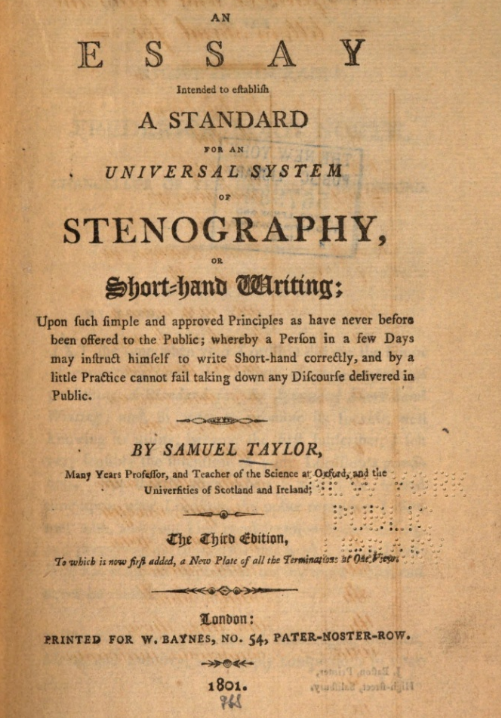 AN
ESSAY
Intended to eſtabliſh
A STANDARD
FOR AN
UNIVERSAL SYSTEM
OF
STENOGRAPHY,
OR
Short-hand Writing;
Upon ſuch ſimple and approved Principles as have never before
been offered to the Public; whereby a Perſon in a few Days
may inſtruct himſelf to write Short-hand correctly, and by a
little Practice cannot fail taking down any Diſcourſe delivered in
Public.
BY SAMUEL TAYLOR,
Many Years Profeſſor, and Teacher of the Science at Oxford, and the
Univerſities of Scotland and Ireland;
NEW YORK
PUBLIC
LIBRARY
The Third Edition,
To which is now firſt added, a New Plate of all the Terminations at One View.
London:
PRINTED FOR W. BAYNES, NO. 54, PATER-NOSTER-ROW.
1801.